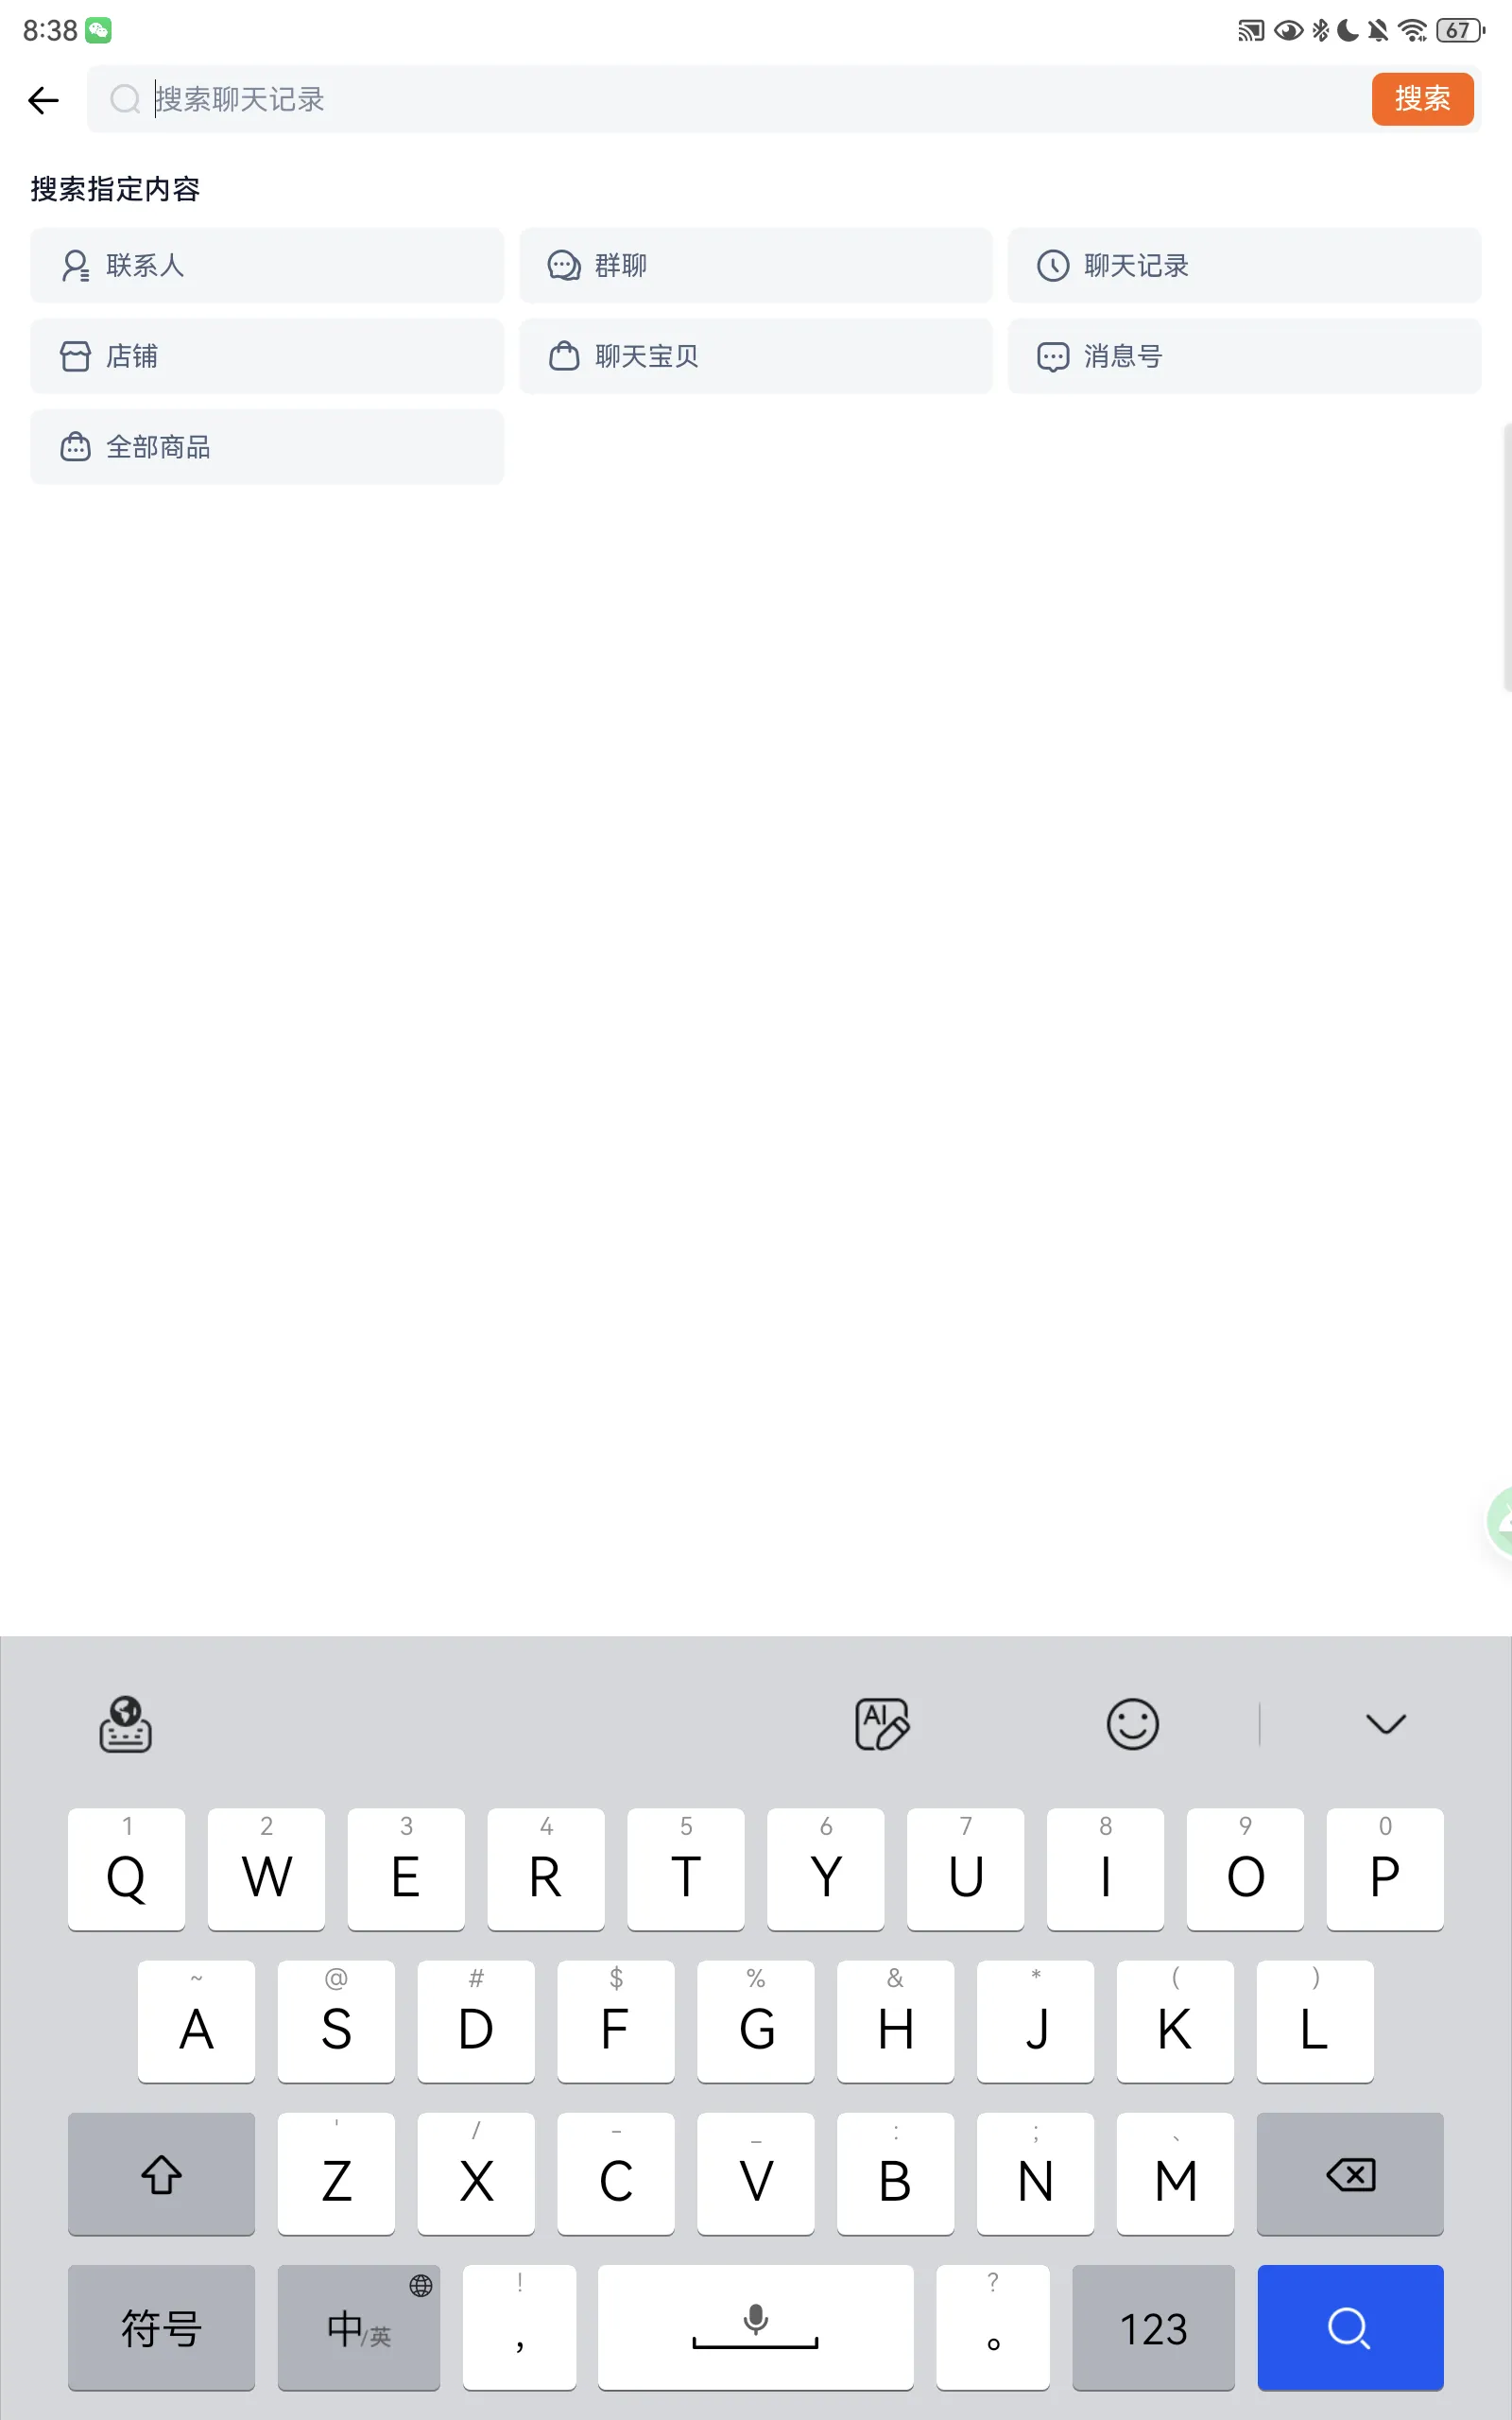 8:38 67
搜索聊天记录 搜索
搜索指定内容
联系人 群聊 聊天记录
店铺 聊天宝贝 消息号
全部商品
AI
1 2 3 4 5 6 7 8 9 0
Q W E R T Y U I O P
~ @ # $ % & * ( )
A S D F G H J K L
' / - _ : ; 、
Z X C V B N M
! ?
符号 中/英 , 。 123